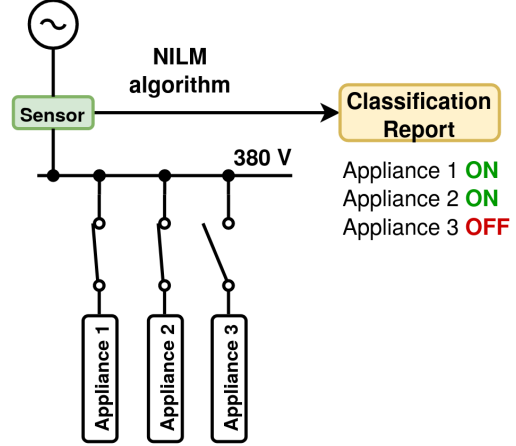 NILM
algorithm
Sensor
Classification
Report
380 V
Appliance 1 ON
Appliance 2 ON
Appliance 3 OFF
Appliance 1
Appliance 2
Appliance 3